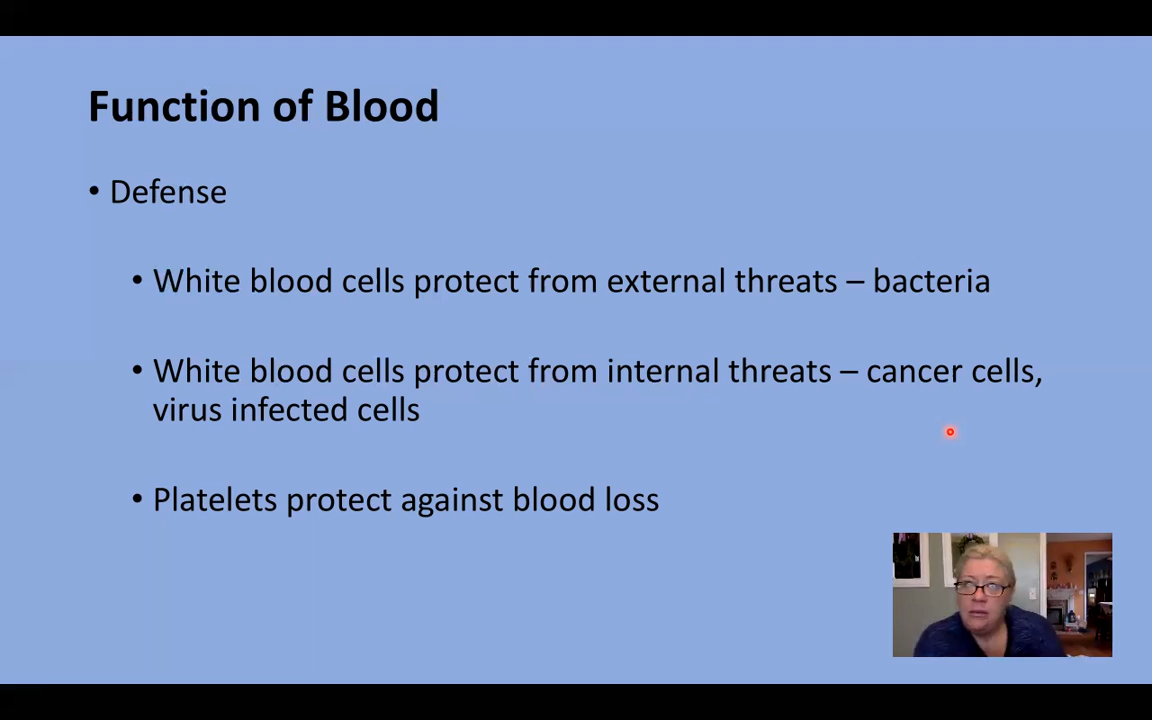 Function of Blood
• Defense
• White blood cells protect from external threats – bacteria
• White blood cells protect from internal threats – cancer cells,
virus infected cells
• Platelets protect against blood loss